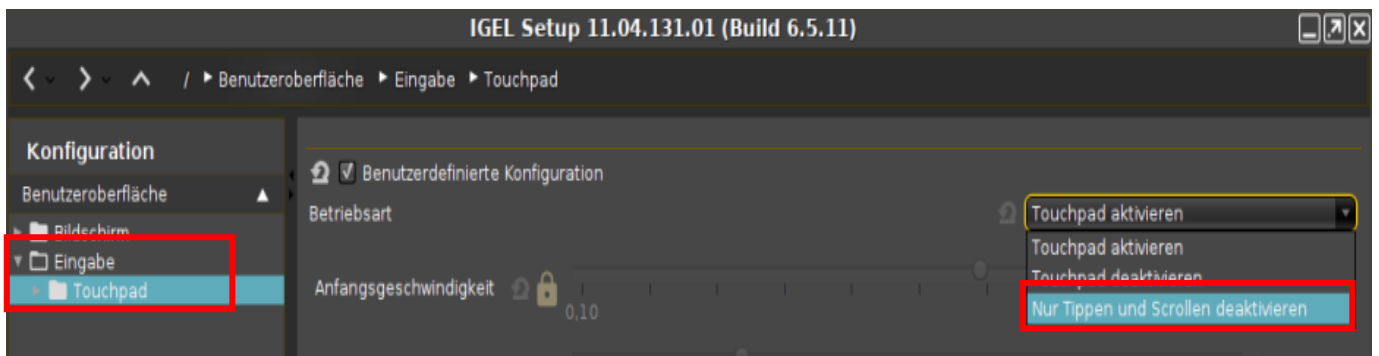 IGEL Setup 11.04.131.01 (Build 6.5.11)
/ Benutzeroberfläche Eingabe Touchpad
Konfiguration
Benutzeroberfläche
Bildschirm
Eingabe
Touchpad
Benutzerdefinierte Konfiguration
Betriebsart
Touchpad aktivieren
Touchpad aktivieren
Touchpad deaktivieren
Nur Tippen und Scrollen deaktivieren
Anfangsgeschwindigkeit
0,10